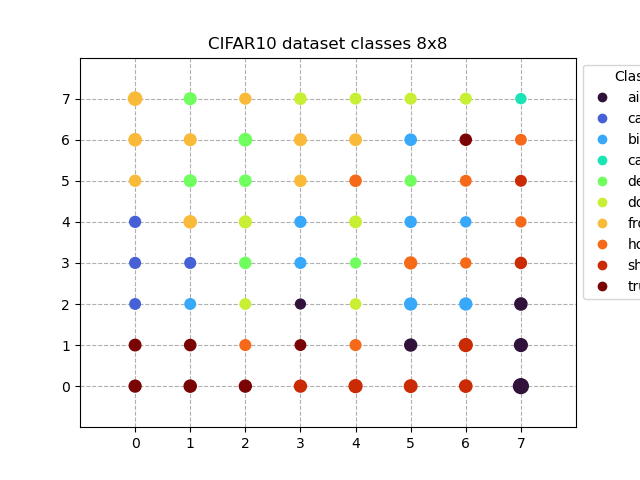 CIFAR10 dataset classes 8x8
7
6
5
4
3
2
1
0
0 1 2 3 4 5 6 7
Clas
ai
ca
bi
ca
de
do
fro
ho
sh
tru